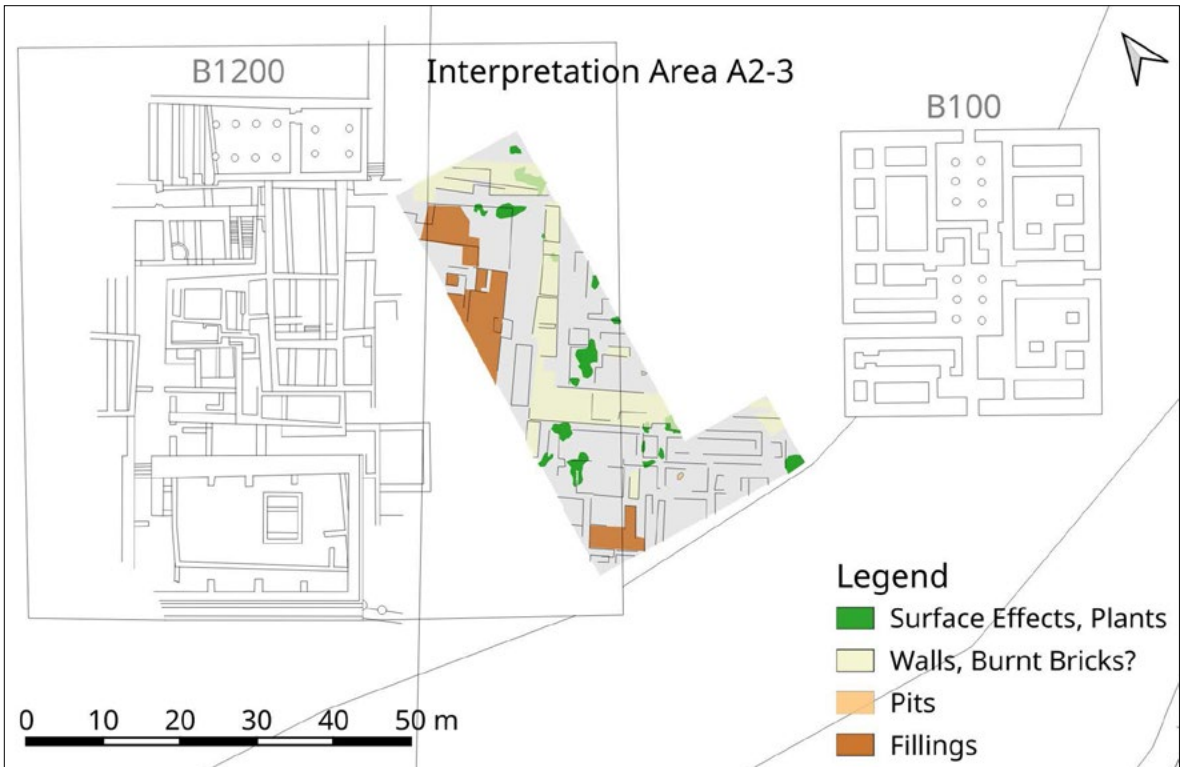 B1200
Interpretation Area A2-3
B100
Legend
Surface Effects, Plants
Walls, Burnt Bricks?
Pits
Fillings
0 10 20 30 40 50 m